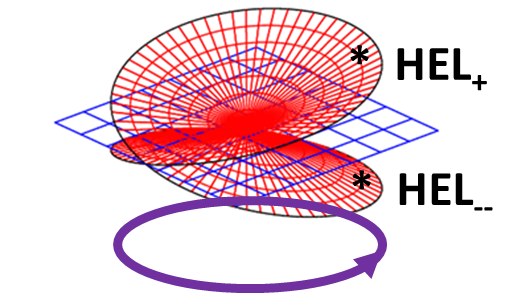 * HEL+
* HEL--